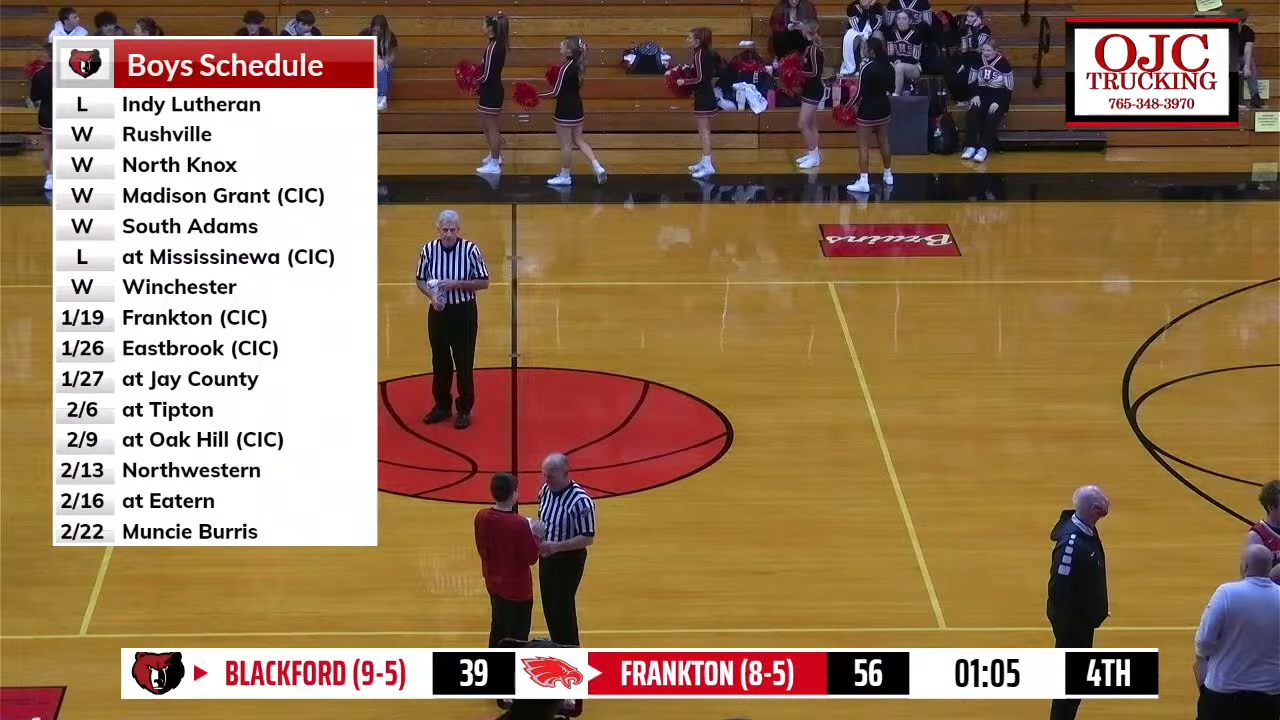 Boys Schedule
L Indy Lutheran
W Rushville
W North Knox
W Madison Grant (CIC)
W South Adams
L at Mississinewa (CIC)
W Winchester
1/19 Frankton (CIC)
1/26 Eastbrook (CIC)
1/27 at Jay County
2/6 at Tipton
2/9 at Oak Hill (CIC)
2/13 Northwestern
2/16 at Eatern
2/22 Muncie Burris
OJC
TRUCKING
765-348-3970
Bruins
BLACKFORD (9-5) 39 FRANKTON (8-5) 56 01:05 4TH